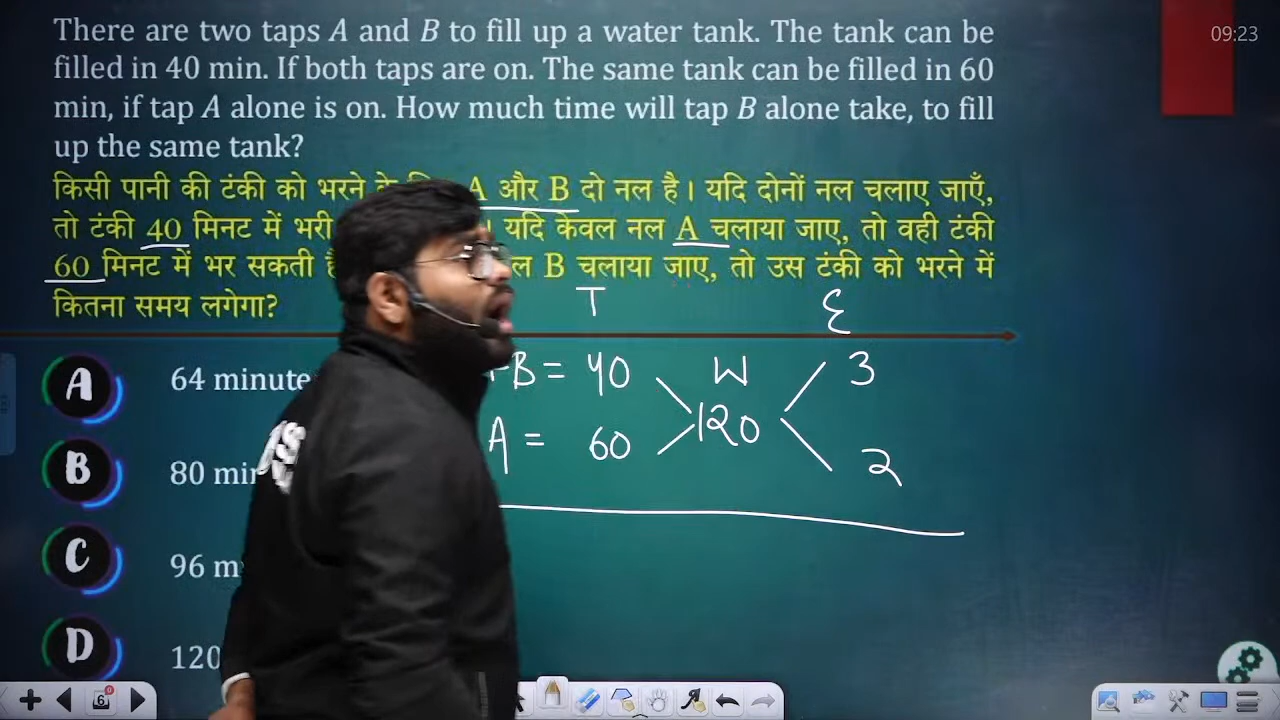 There are two taps A and B to fill up a water tank. The tank can be
filled in 40 min. If both taps are on. The same tank can be filled in 60
min, if tap A alone is on. How much time will tap B alone take, to fill
up the same tank?
किसी पानी की टंकी को भरने A और B दो नल है। यदि दोनों नल चलाए जाएँ,
तो टंकी 40 मिनट में भरी यदि केवल नल A चलाया जाए, तो वही टंकी
60 मिनट में भर सकती B चलाया जाए, तो उस टंकी को भरने में
कितना समय लगेगा?
T E
B = 40 W 3
120
A = 60 2
A 64 minute
B 80 min
C 96 m
D 120
09:23
6